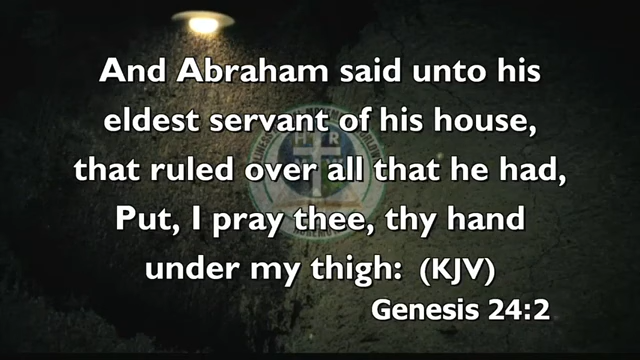 And Abraham said unto his
eldest servant of his house,
that ruled over all that he had,
Put, I pray thee, thy hand
under my thigh: (KJV)
Genesis 24:2